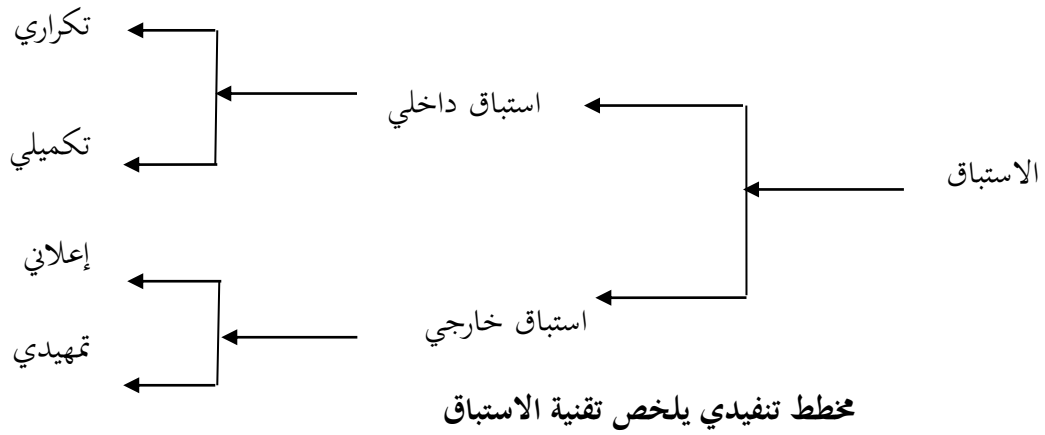 الاستباق
استباق داخلي
تكراري
تكميلي
استباق خارجي
إعلاني
تمهيدي
مخطط تنفيدي يلخص تقنية الاستباق